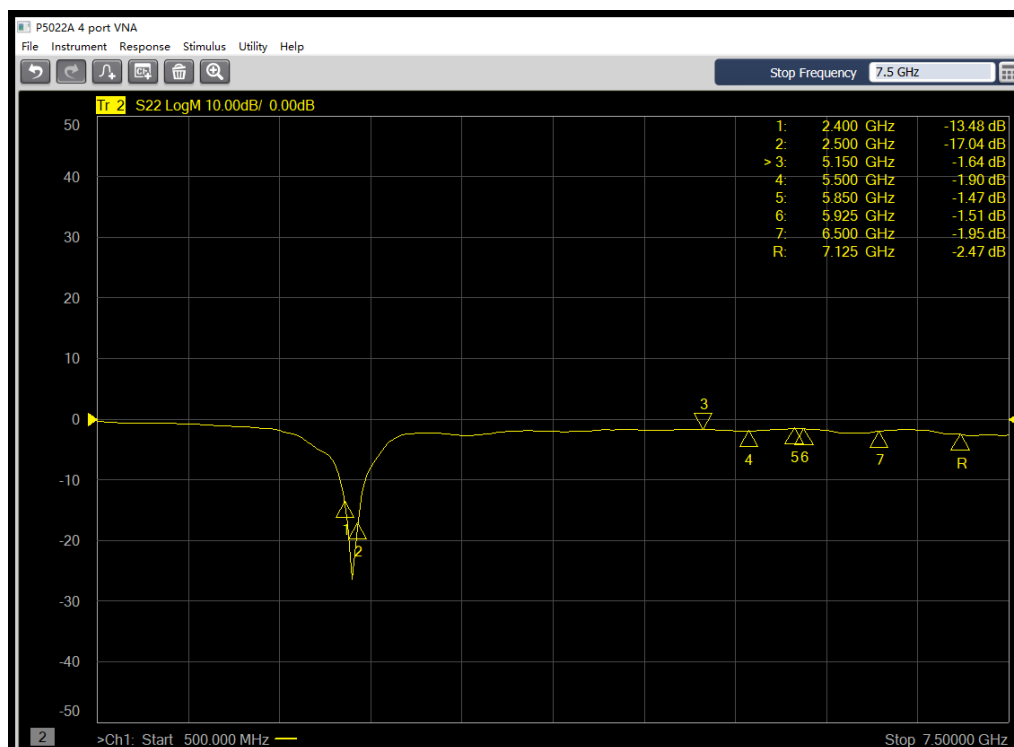 P5022A 4 port VNA
File Instrument Response Stimulus Utility Help
Stop Frequency 7.5 GHz
Tr 2 S22 LogM 10.00dB/ 0.00dB
50
40
30
20
10
0
-10
-20
-30
-40
-50
1: 2.400 GHz -13.48 dB
2: 2.500 GHz -17.04 dB
> 3: 5.150 GHz -1.64 dB
4: 5.500 GHz -1.90 dB
5: 5.850 GHz -1.47 dB
6: 5.925 GHz -1.51 dB
7: 6.500 GHz -1.95 dB
R: 7.125 GHz -2.47 dB
3
4 5 6 7 R
1
2
2 >Ch1: Start 500.000 MHz Stop 7.50000 GHz